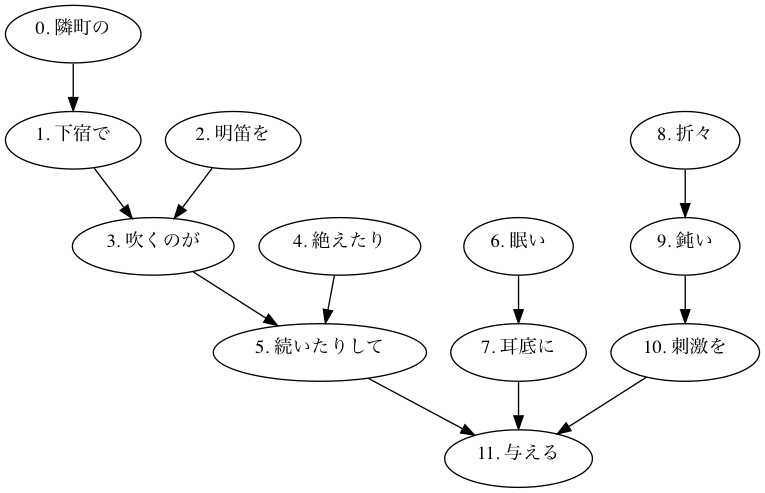 0. 隣町の
1. 下宿で
2. 明笛を
8. 折々
3. 吹くのが
4. 絶えたり
6. 眠い
9. 鈍い
5. 続いたりして
7. 耳底に
10. 刺激を
11. 与える